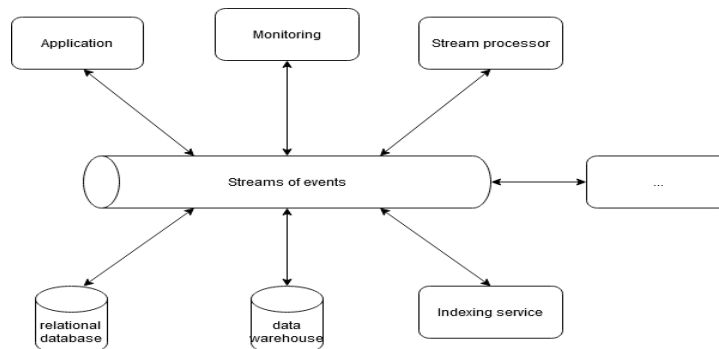 Application
Monitoring
Stream processor
Streams of events
...
relational
database
data
warehouse
Indexing service